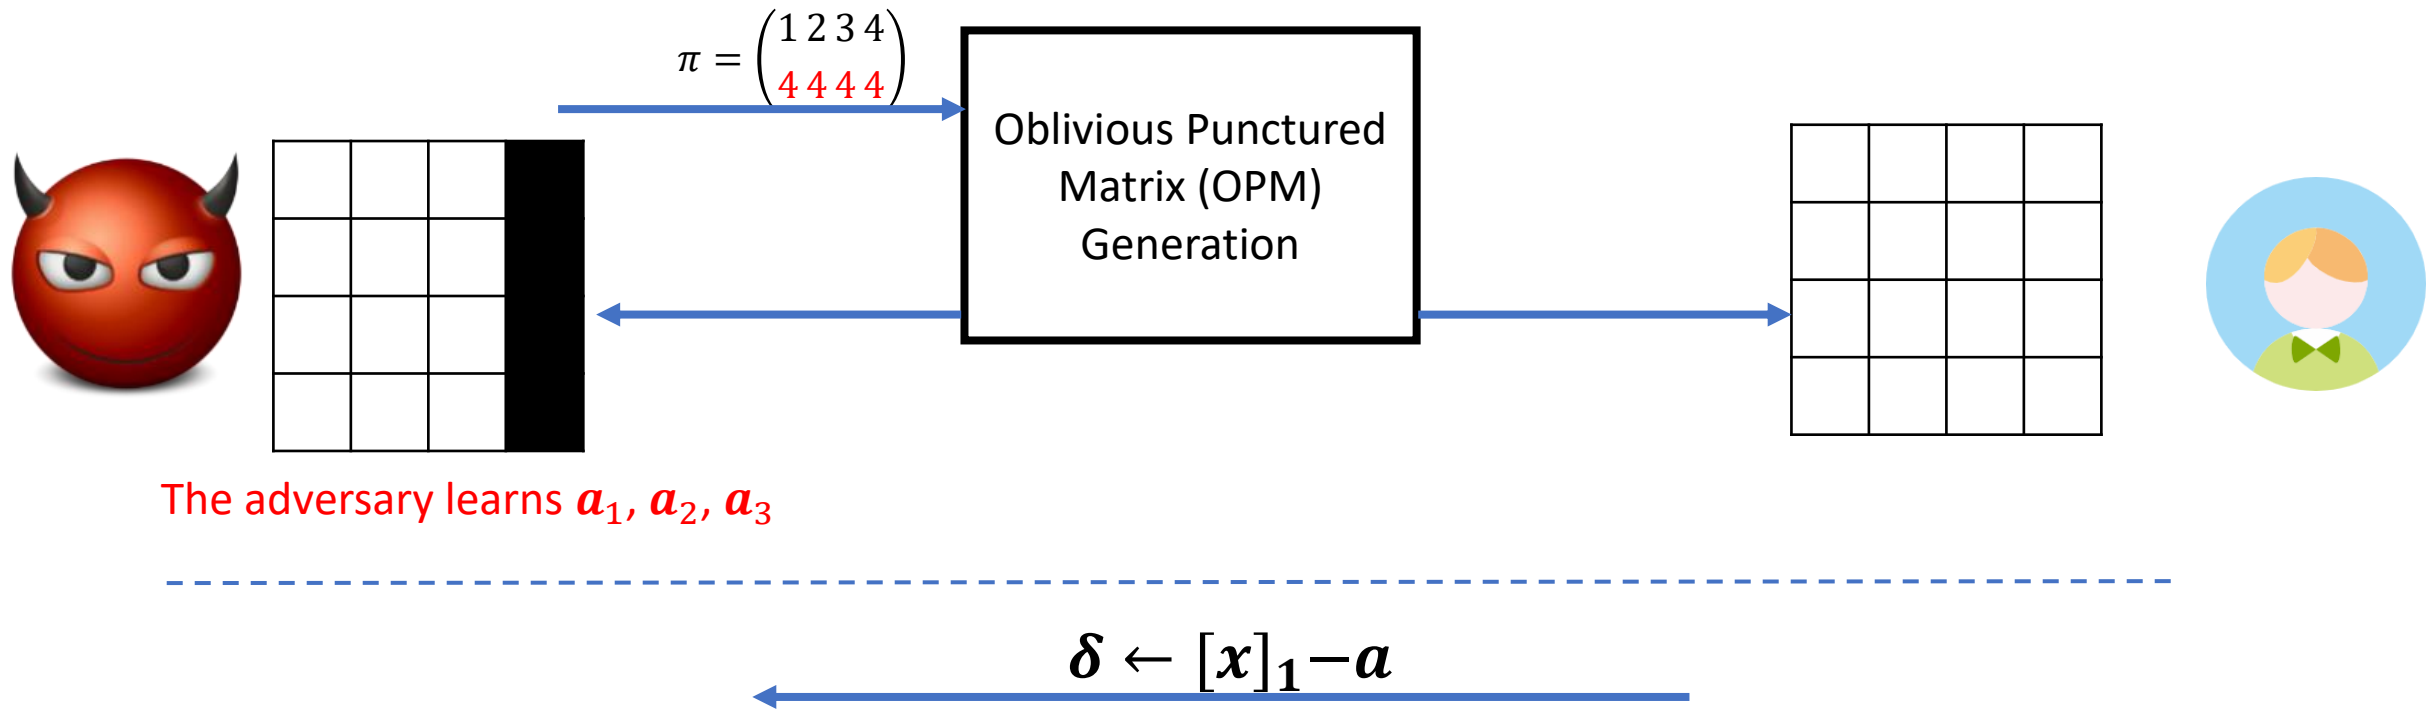 π = (1 2 3 4
4 4 4 4)
Oblivious Punctured
Matrix (OPM)
Generation
The adversary learns a₁, a₂, a₃
δ ← [x]₁−a